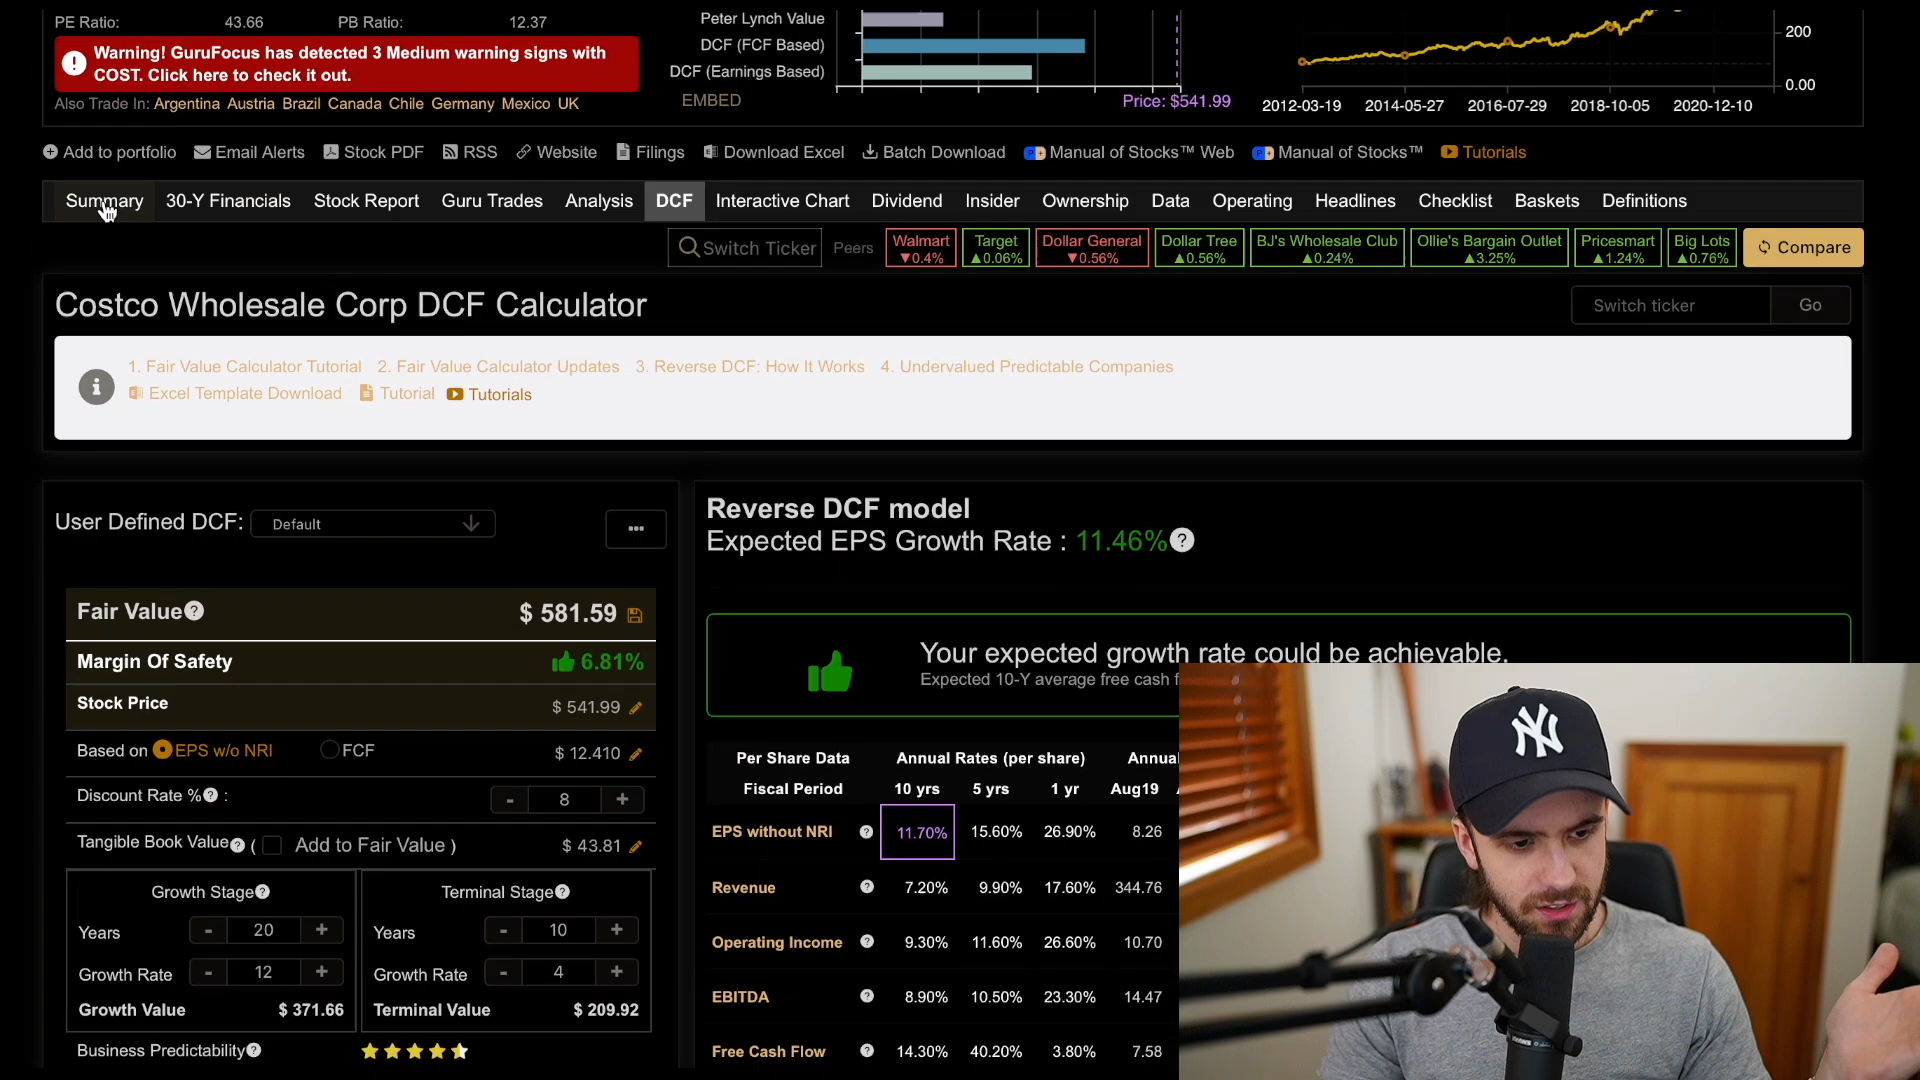 PE Ratio: 43.66 PB Ratio: 12.37
Warning! GuruFocus has detected 3 Medium warning signs with
COST. Click here to check it out.
Also Trade In: Argentina Austria Brazil Canada Chile Germany Mexico UK
Peter Lynch Value
DCF (FCF Based)
DCF (Earnings Based)
EMBED
Price: $541.99
200
0.00
2012-03-19 2014-05-27 2016-07-29 2018-10-05 2020-12-10
Add to portfolio Email Alerts Stock PDF RSS Website Filings Download Excel Batch Download Manual of Stocks™ Web Manual of Stocks™ Tutorials
Summary 30-Y Financials Stock Report Guru Trades Analysis DCF Interactive Chart Dividend Insider Ownership Data Operating Headlines Checklist Baskets Definitions
Switch Ticker Peers Walmart Target Dollar General Dollar Tree BJ's Wholesale Club Ollie's Bargain Outlet Pricesmart Big Lots Compare
▼0.4% ▲0.06% ▼0.56% ▲0.56% ▲0.24% ▲3.25% ▲1.24% ▲0.76%
Costco Wholesale Corp DCF Calculator
Switch ticker Go
1. Fair Value Calculator Tutorial 2. Fair Value Calculator Updates 3. Reverse DCF: How It Works 4. Undervalued Predictable Companies
Excel Template Download Tutorial Tutorials
User Defined DCF: Default ...
Fair Value $ 581.59
Margin Of Safety 6.81%
Stock Price $ 541.99
Based on EPS w/o NRI FCF $ 12.410
Discount Rate % : - 8 +
Tangible Book Value ( Add to Fair Value ) $ 43.81
Growth Stage Terminal Stage
Years - 20 + Years - 10 +
Growth Rate - 12 + Growth Rate - 4 +
Growth Value $ 371.66 Terminal Value $ 209.92
Business Predictability
Reverse DCF model
Expected EPS Growth Rate : 11.46%
Your expected growth rate could be achievable.
Expected 10-Y average free cash
Per Share Data Annual Rates (per share) Annual
Fiscal Period 10 yrs 5 yrs 1 yr Aug19
EPS without NRI 11.70% 15.60% 26.90% 8.26
Revenue 7.20% 9.90% 17.60% 344.76
Operating Income 9.30% 11.60% 26.60% 10.70
EBITDA 8.90% 10.50% 23.30% 14.47
Free Cash Flow 14.30% 40.20% 3.80% 7.58
NY